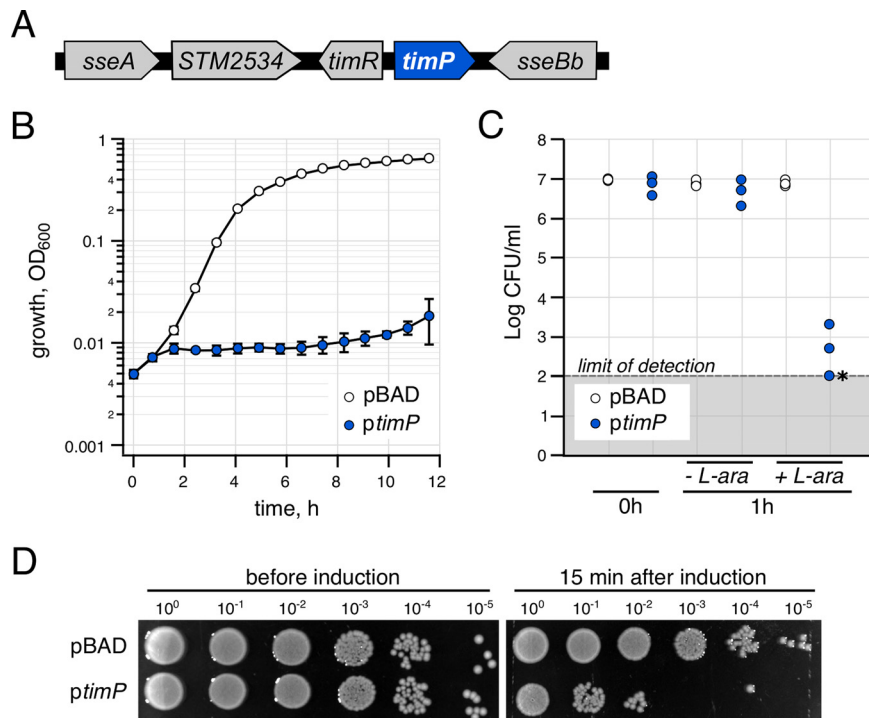 A
sseA STM2534 timR timP sseBb
B
growth, OD600
1
4
2
0.1
4
2
0.01
4
2
0.001
pBAD
ptimP
0 2 4 6 8 10 12
time, h
C
Log CFU/ml
8
7
6
5
4
3
2
1
0
limit of detection
*
pBAD
ptimP
- L-ara + L-ara
0h 1h
D
before induction 15 min after induction
10⁰ 10⁻¹ 10⁻² 10⁻³ 10⁻⁴ 10⁻⁵ 10⁰ 10⁻¹ 10⁻² 10⁻³ 10⁻⁴ 10⁻⁵
pBAD
ptimP